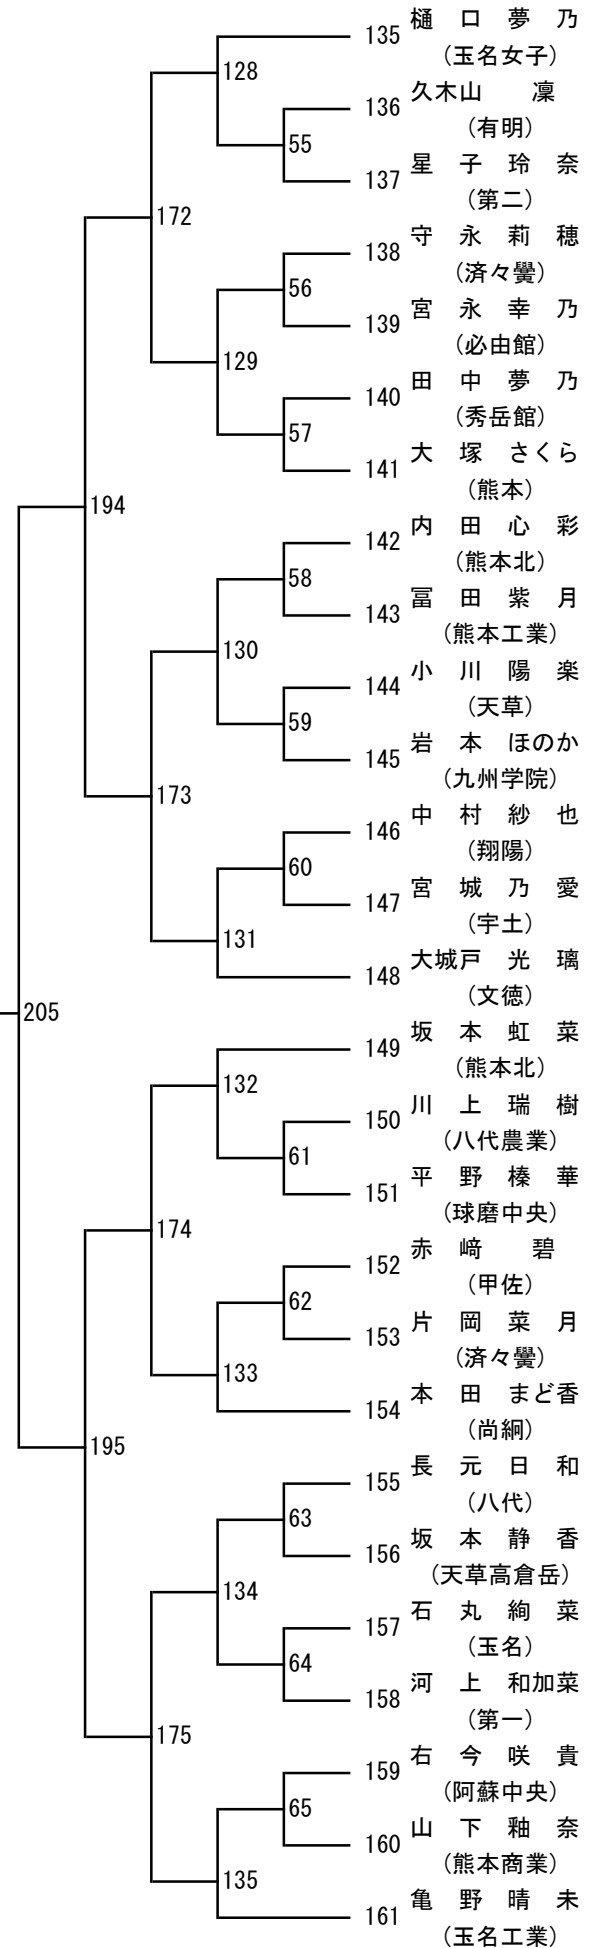 135 樋 口 夢 乃
(玉名女子)
128
136 久木山 凜
(有明)
55
137 星 子 玲 奈
(第二)
172
138 守 永 莉 穂
(済々黌)
56
139 宮 永 幸 乃
(必由館)
129
140 田 中 夢 乃
(秀岳館)
57
141 大 塚 さくら
(熊本)
194
142 内 田 心 彩
(熊本北)
58
143 冨 田 紫 月
(熊本工業)
130
144 小 川 陽 楽
(天草)
59
145 岩 本 ほのか
(九州学院)
173
146 中 村 紗 也
(翔陽)
60
147 宮 城 乃 愛
(宇土)
131
148 大城戸 光 璃
(文徳)
205
149 坂 本 虹 菜
(熊本北)
132
150 川 上 瑞 樹
(八代農業)
61
151 平 野 榛 華
(球磨中央)
174
152 赤 﨑 碧
(甲佐)
62
153 片 岡 菜 月
(済々黌)
133
154 本 田 まど香
(尚絅)
195
155 長 元 日 和
(八代)
63
156 坂 本 静 香
(天草高倉岳)
134
157 石 丸 絢 菜
(玉名)
64
158 河 上 和加菜
(第一)
175
159 右 今 咲 貴
(阿蘇中央)
65
160 山 下 釉 奈
(熊本商業)
135
161 亀 野 晴 未
(玉名工業)